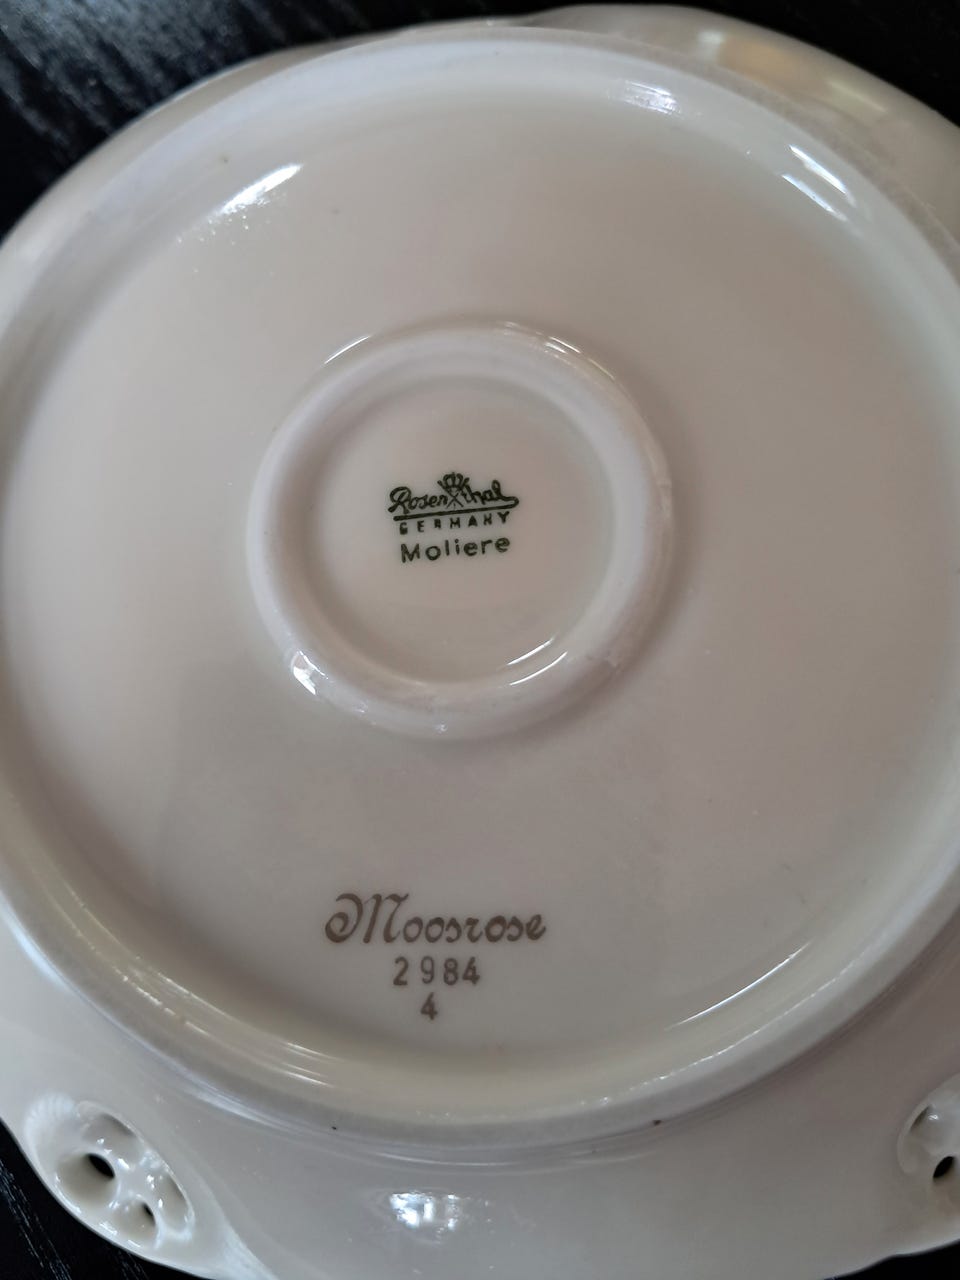 Rosenthal
GERMANY
Moliere
Moosrose
2984
4